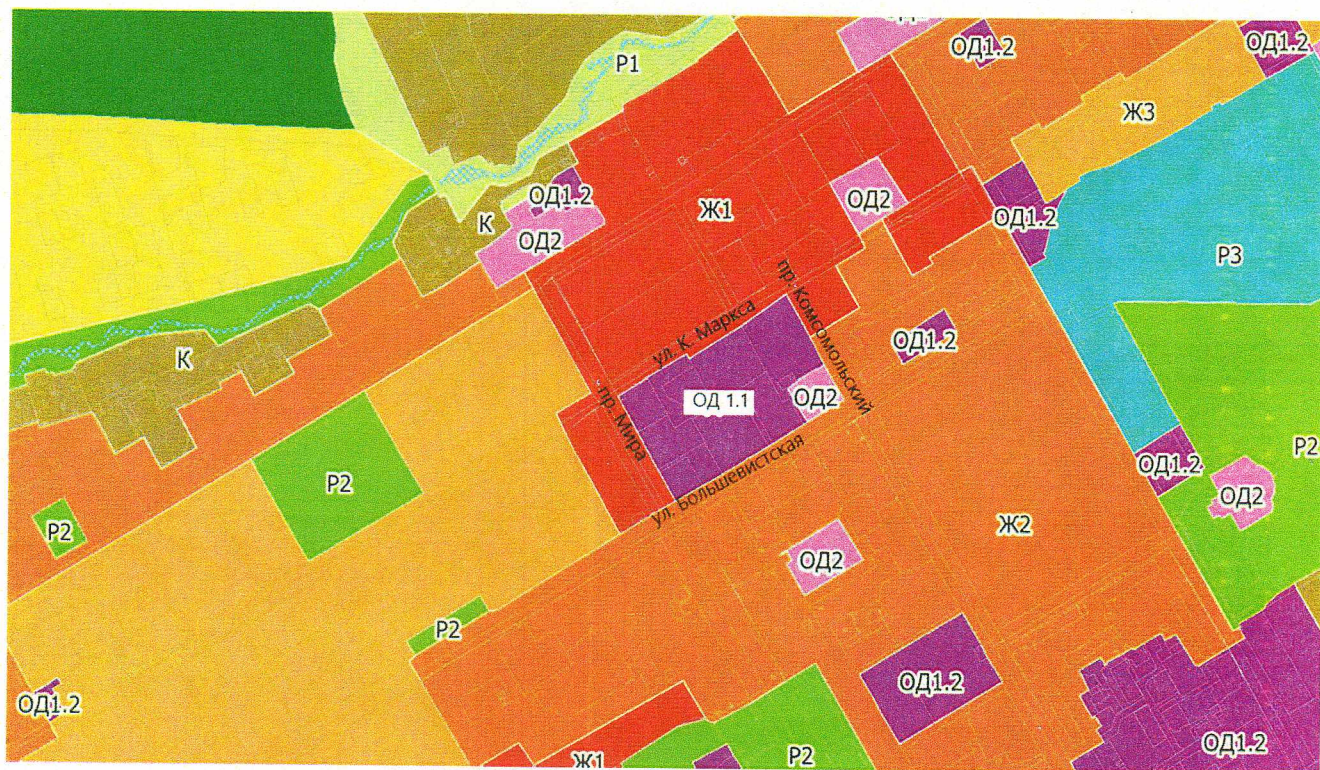 ОД1.2
ОД1.2
Р1
Ж3
ОД1.2
К
ОД2
Ж1
ОД2
ОД1.2
Р3
ул. К. Маркса
пр. Комсомольский
ОД1.2
К
пр. Мира
ОД 1.1
ОД2
ул. Большевистская
Р2
ОД1.2
Р2
ОД2
Р2
Ж2
ОД2
Р2
ОД1.2
ОД1.2
ОД1.2
Ж1
Р2